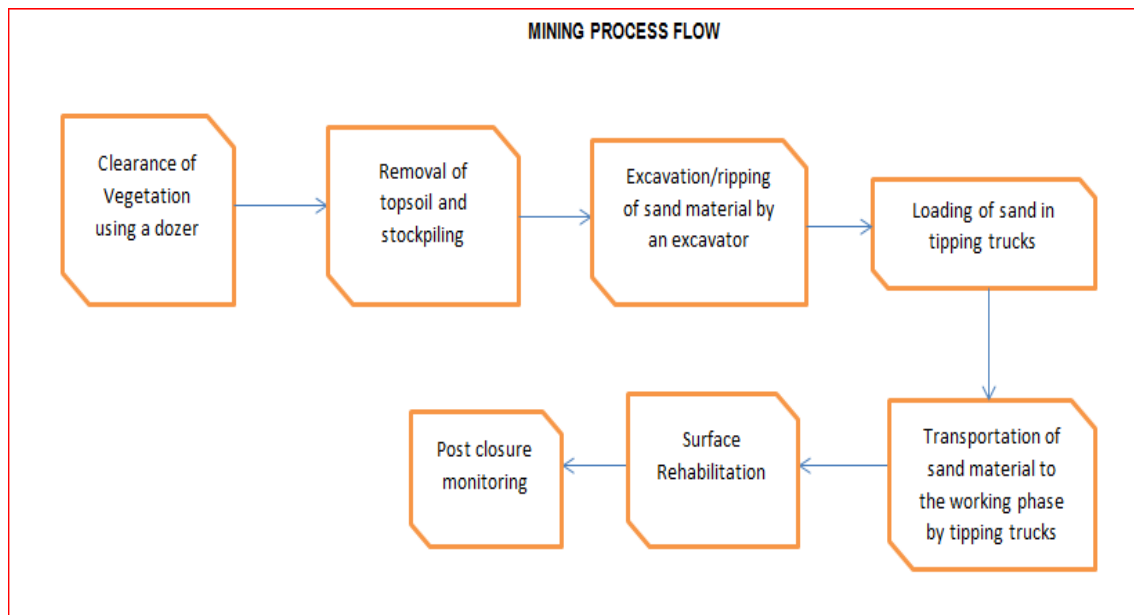 MINING PROCESS FLOW
Clearance of
Vegetation
using a dozer
Removal of
topsoil and
stockpiling
Excavation/ripping
of sand material by
an excavator
Loading of sand in
tipping trucks
Transportation of
sand material to
the working phase
by tipping trucks
Surface
Rehabilitation
Post closure
monitoring